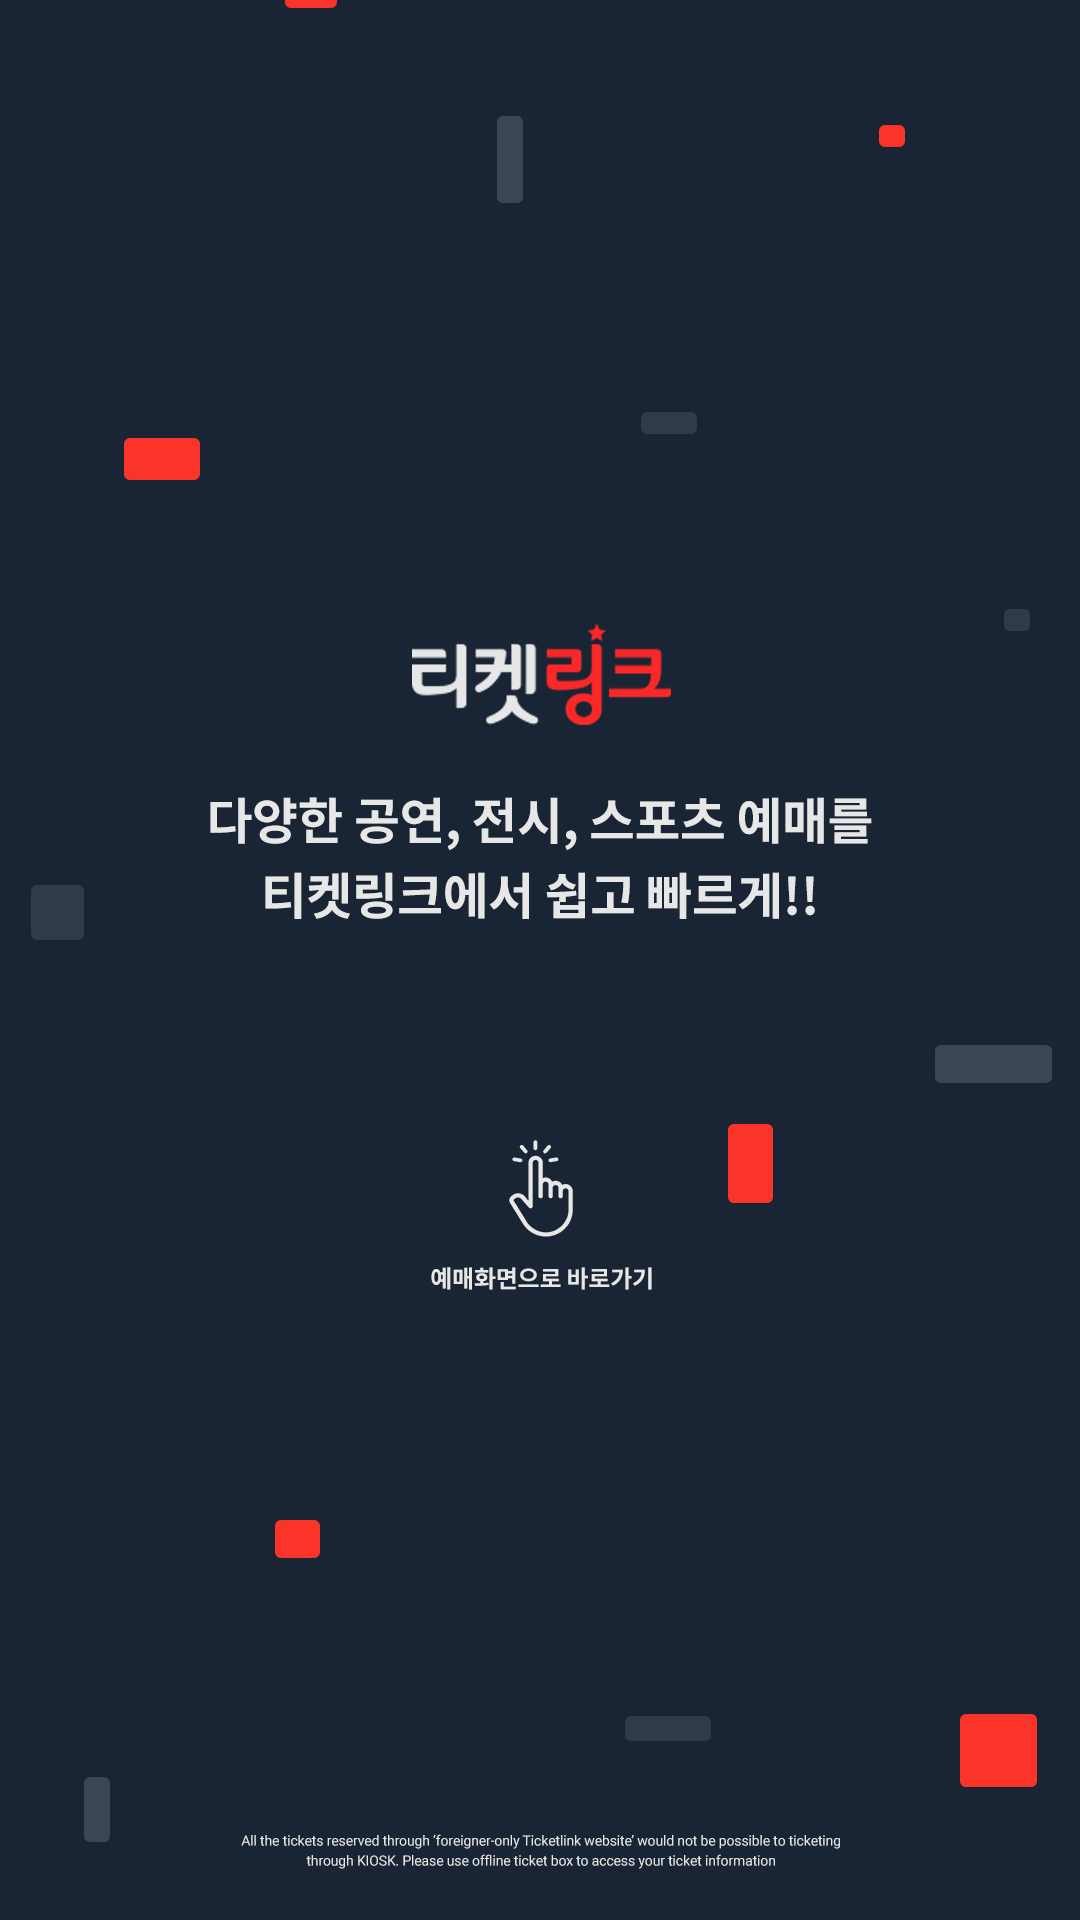 티켓링크
다양한 공연, 전시, 스포츠 예매를
티켓링크에서 쉽고 빠르게!!
예매화면으로 바로가기
All the tickets reserved through ‘foreigner-only Ticketlink website’ would not be possible to ticketing
through KIOSK. Please use offline ticket box to access your ticket information